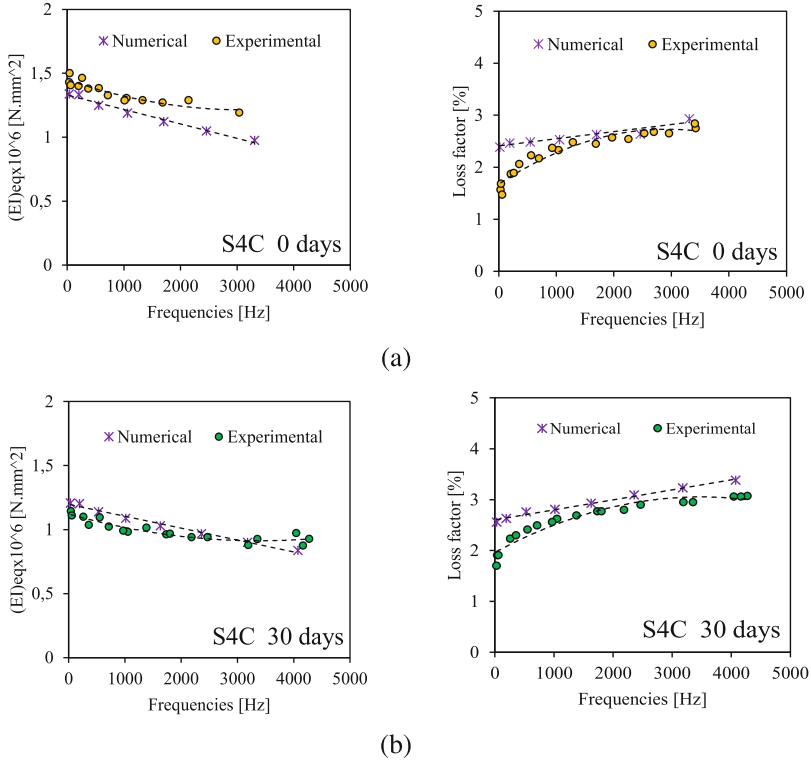 2
1,5
1
0,5
0
(EI)eqx10^6 [N.mm^2]
Numerical Experimental
S4C 0 days
0 1000 2000 3000 4000 5000
Frequencies [Hz]
5
4
3
2
1
0
Loss factor [%]
Numerical Experimental
S4C 0 days
0 1000 2000 3000 4000 5000
Frequencies [Hz]
(a)
2
1,5
1
0,5
0
(EI)eqx10^6 [N.mm^2]
Numerical Experimental
S4C 30 days
0 1000 2000 3000 4000 5000
Frequencies [Hz]
5
4
3
2
1
0
Loss factor [%]
Numerical Experimental
S4C 30 days
0 1000 2000 3000 4000 5000
Frequencies [Hz]
(b)